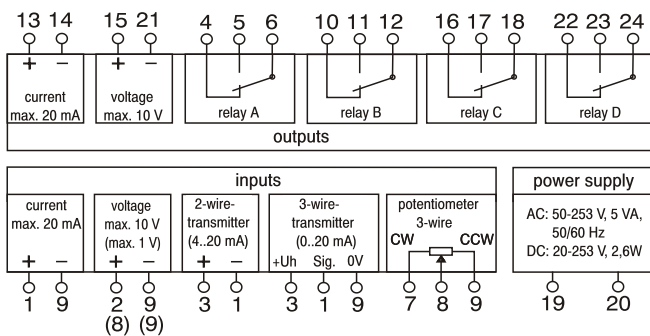 13 14 15 21 4 5 6 10 11 12 16 17 18 22 23 24
+ − + −
current
max. 20 mA
voltage
max. 10 V
relay A
relay B
relay C
relay D
outputs
inputs
current
max. 20 mA
+ −
voltage
max. 10 V
(max. 1 V)
+ −
2-wire-
transmitter
(4..20 mA)
+ −
3-wire-
transmitter
(0..20 mA)
+Uh Sig. 0V
potentiometer
3-wire
CW CCW
power supply
AC: 50-253 V, 5 VA,
50/60 Hz
DC: 20-253 V, 2,6W
1 9 2 9 3 1 3 1 9 7 8 9 19 20
(8) (9)